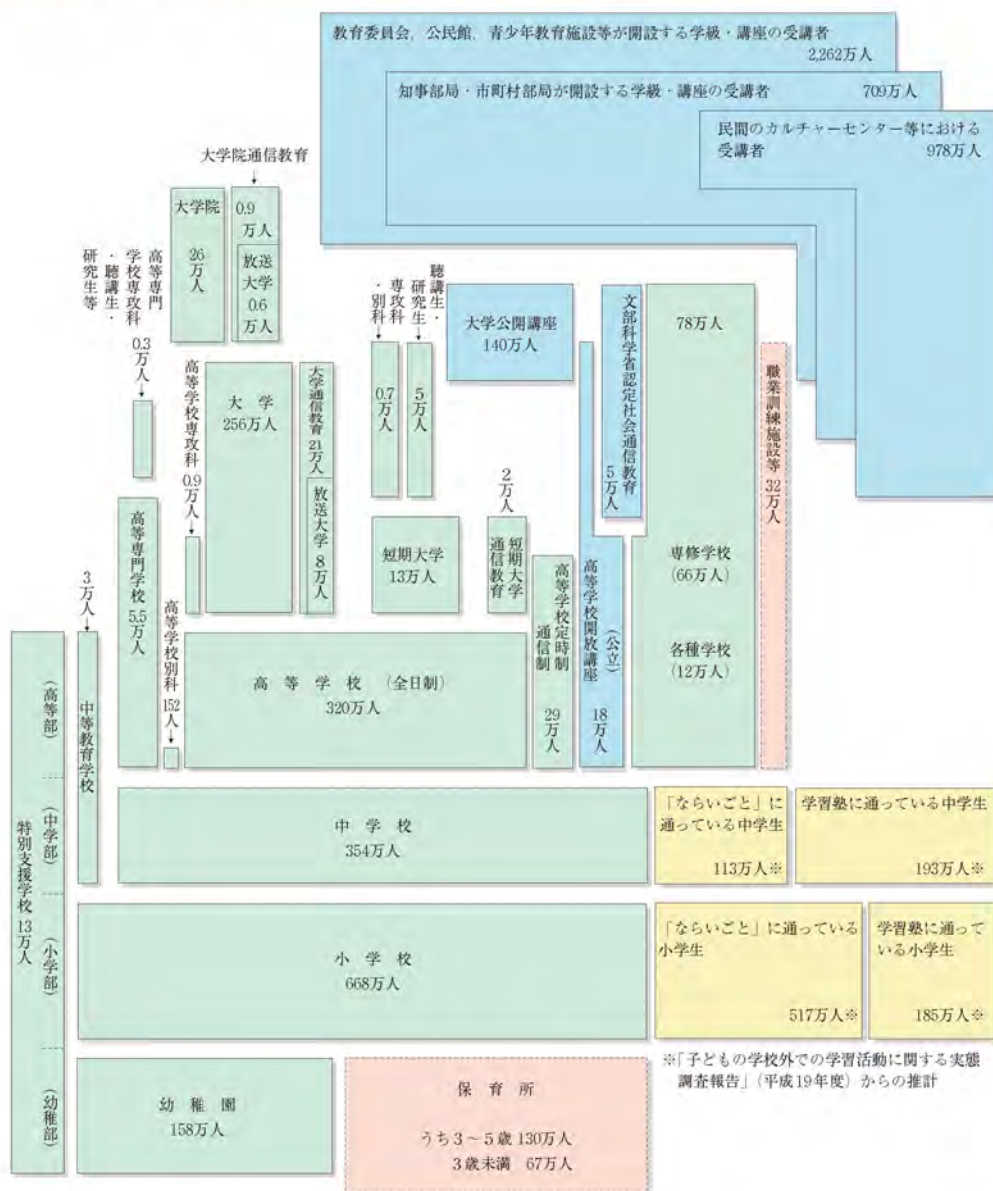 教育委員会，公民館，青少年教育施設等が開設する学級・講座の受講者
2,262万人
知事部局・市町村部局が開設する学級・講座の受講者
709万人
民間のカルチャーセンター等における
受講者
978万人
大学院通信教育
大学院
26
万人
0.9
万人
放送
大学
0.6
万人
高等専門
学校専攻科
・聴講生・
研究生等
0.3万人
高等学校専攻科
0.9万人
大学
256万人
大学通信教育
21万人
放送大学
8万人
専攻科
・別科
0.7万人
聴講生・
研究生
5万人
大学公開講座
140万人
文部科学省認定社会通信教育
5万人
78万人
専修学校
(66万人)
各種学校
(12万人)
職業訓練施設等 32万人
高等専門学校
5.5万人
短期大学
13万人
2万人
短期大学
通信教育
高等学校定時制
通信制
29万人
高等学校開放講座
(公立)
18万人
3万人
中等教育学校
高等学校別科
152人
高等学校 (全日制)
320万人
特別支援学校 13万人
(高等部)
(中学部)
(小学部)
(幼稚部)
中学校
354万人
「ならいごと」に
通っている中学生
113万人※
学習塾に通っている中学生
193万人※
小学校
668万人
「ならいごと」に通っている
小学生
517万人※
学習塾に通って
いる小学生
185万人※
幼稚園
158万人
保育所
うち3～5歳 130万人
3歳未満 67万人
※「子どもの学校外での学習活動に関する実態
調査報告」(平成19年度) からの推計